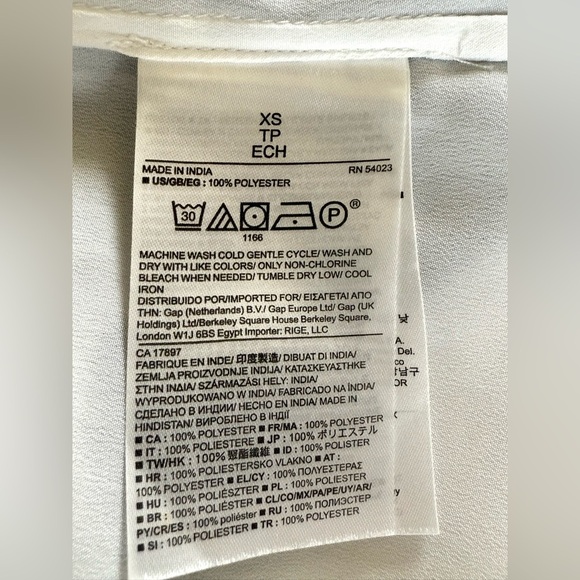 XS
TP
ECH
MADE IN INDIA RN 54023
■ US/GB/EG : 100% POLYESTER
30 P ®
1166
MACHINE WASH COLD GENTLE CYCLE/ WASH AND
DRY WITH LIKE COLORS/ ONLY NON-CHLORINE
BLEACH WHEN NEEDED/ TUMBLE DRY LOW/ COOL
IRON
DISTRIBUIDO POR/IMPORTED FOR/ ΕΙΣΑΓΕΤΑΙ ΑΠΟ
THN: Gap (Netherlands) B.V./ Gap Europe Ltd/ Gap (UK
Holdings) Ltd/Berkeley Square House Berkeley Square,
London W1J 6BS Egypt Importer: RIGE, LLC
CA 17897
FABRIQUE EN INDE/ 印度製造/ DIBUAT DI INDIA/
ZEMLJA PROIZVODNJE INDIJA/ ΚΑΤΑΣΚΕΥΑΣΤΗΚΕ
ΣΤΗΝ ΙΝΔΙΑ/ SZÁRMAZÁSI HELY: INDIA/
WYPRODUKOWANO W INDIA/ FABRICADO NA ÍNDIA/
СДЕЛАНО В ИНДИИ/ HECHO EN INDIA/ MADE IN
HINDISTAN/ ВИРОБЛЕНО В ІНДІЇ
■ CA : 100% POLYESTER ■ FR/MA : 100% POLYESTER
■ IT : 100% POLIESTERE ■ JP : 100% ポリエステル
■ TW/HK : 100% 聚酯纖維 ■ ID : 100% POLISTER
■ HR : 100% POLIESTERSKO VLAKNO ■ AT :
100% POLYESTER ■ EL/CY : 100% ΠΟΛΥΕΣΤΕΡΑΣ
■ HU : 100% POLIÉSZTER ■ PL : 100% POLIESTER
■ BR : 100% POLIÉSTER ■ CL/CO/MX/PA/PE/UY/AR/
PY/CR/ES : 100% poliéster ■ RU : 100% ПОЛИЭСТЕР
■ SI : 100% POLIESTER ■ TR : 100% POLYESTER
Del.
co
강남구
OR